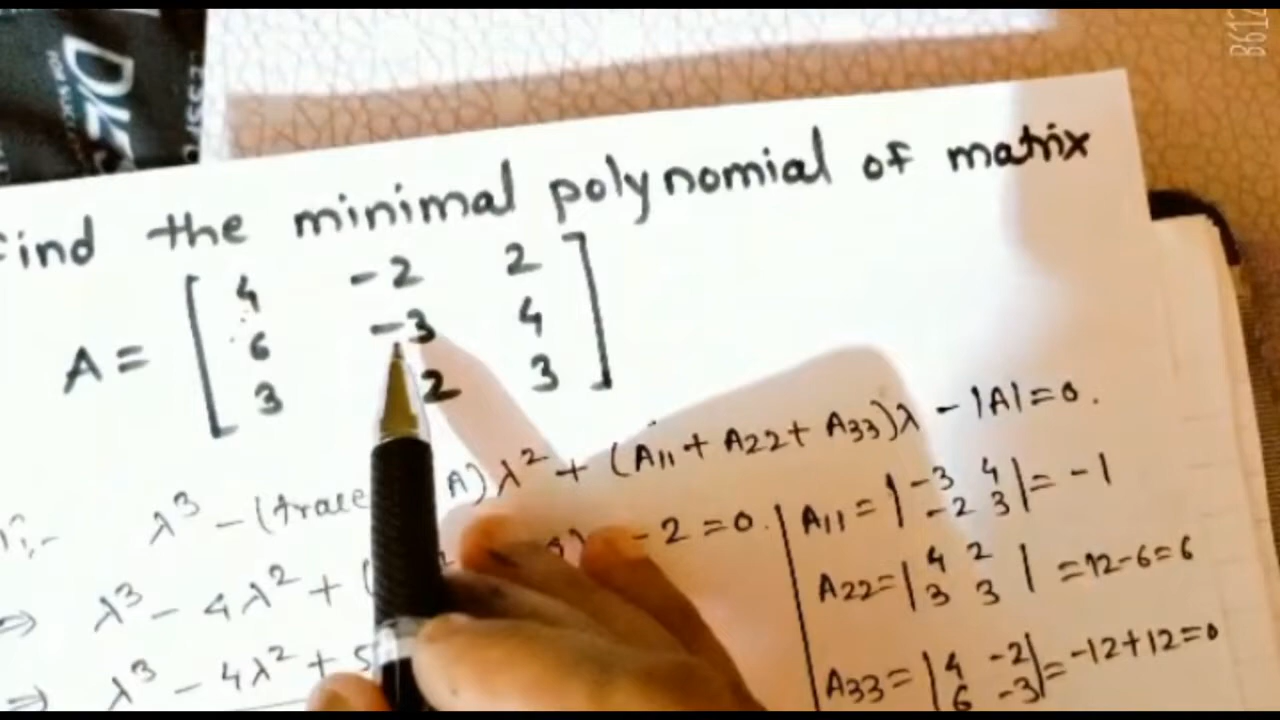 Find the minimal polynomial of matrix
A = [ 4 -2 2
6 -3 4
3 2 3 ]
λ³ - (trace A) λ² + (A11 + A22 + A33) λ - |A| = 0.
⇒ λ³ - 4λ² + ( - 2 = 0.
⇒ λ³ - 4λ² + 5
A11 = | -3 4
-2 3 | = -1
A22 = | 4 2
3 3 | = 12-6=6
A33 = | 4 -2
6 -3 | = -12+12=0
B612